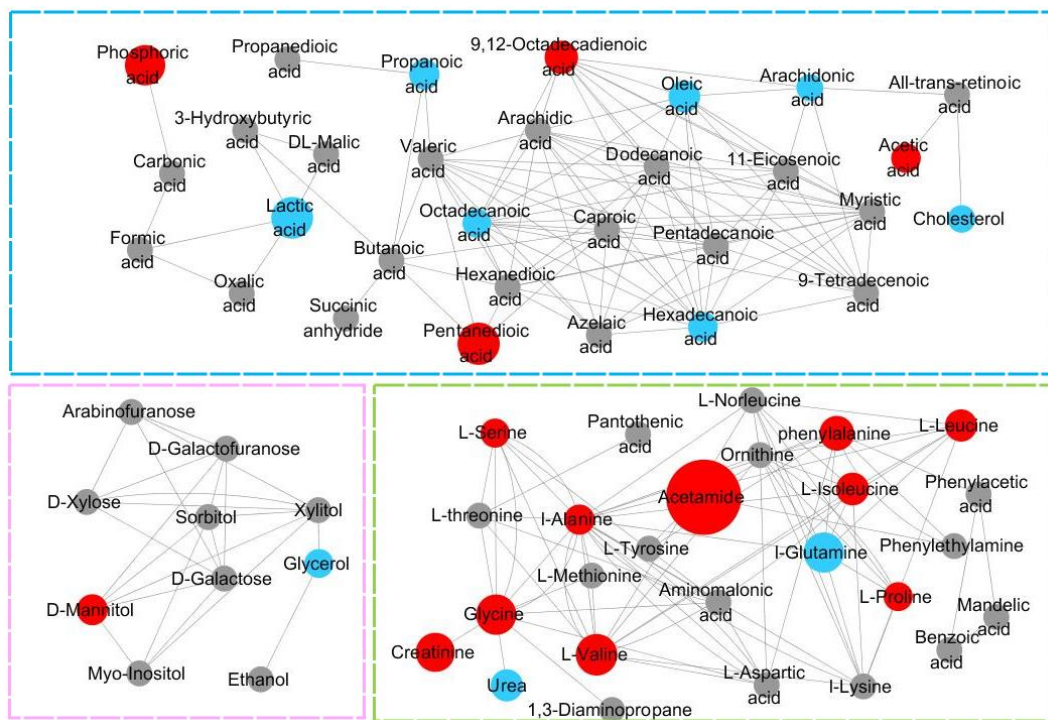 Phosphoric
acid
Propanedioic
acid
Propanoic
acid
9,12-Octadecadienoic
acid
Oleic
acid
Arachidonic
acid
All-trans-retinoic
acid
3-Hydroxybutyric
acid
DL-Malic
acid
Valeric
acid
Arachidic
acid
Dodecanoic
acid
11-Eicosenoic
acid
Acetic
acid
Carbonic
acid
Lactic
acid
Octadecanoic
acid
Caproic
acid
Pentadecanoic
acid
Myristic
acid
Cholesterol
Formic
acid
Oxalic
acid
Butanoic
acid
Hexanedioic
acid
9-Tetradecenoic
acid
Succinic
anhydride
Pentanedioic
acid
Azelaic
acid
Hexadecanoic
acid
Arabinofuranose
D-Galactofuranose
D-Xylose
Sorbitol
Xylitol
Glycerol
D-Galactose
D-Mannitol
Myo-Inositol
Ethanol
L-Norleucine
L-Serine
Pantothenic
acid
phenylalanine
L-Leucine
Ornithine
Acetamide
L-Isoleucine
Phenylacetic
acid
L-threonine
l-Alanine
L-Tyrosine
l-Glutamine
Phenylethylamine
L-Methionine
Aminomalonic
acid
L-Proline
Mandelic
acid
Glycine
Creatinine
L-Valine
Benzoic
acid
Urea
L-Aspartic
acid
l-Lysine
1,3-Diaminopropane